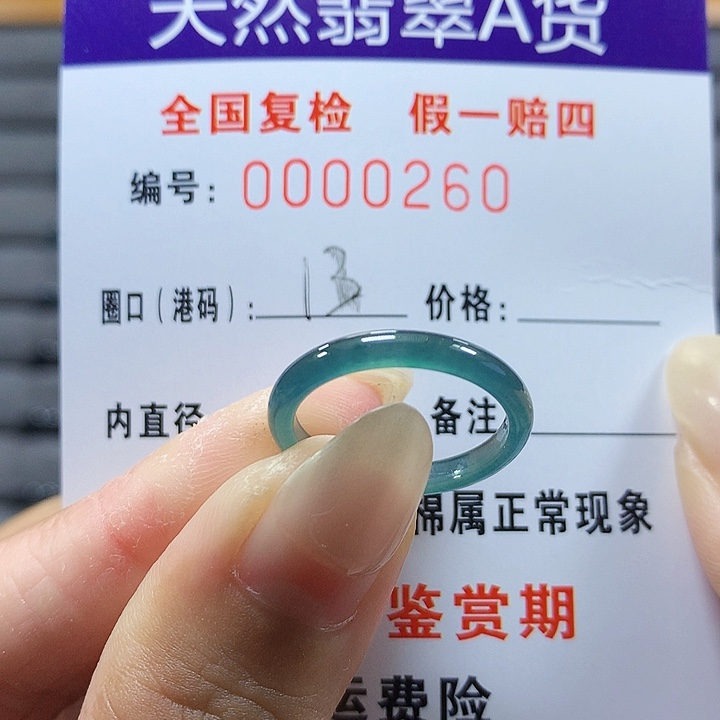 天然翡翠A货
全国复检 假一赔四
编号: 0000260
圈口(港码): 13 价格:
内直径 备注
棉属正常现象
鉴赏期
运费险